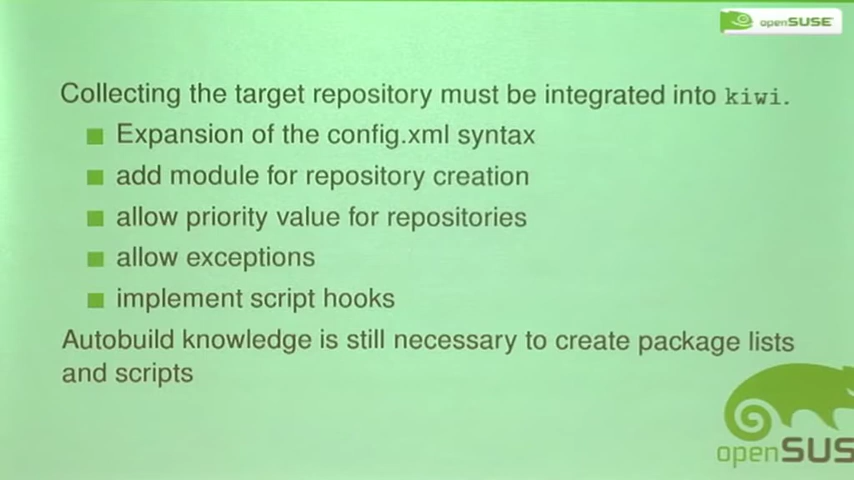 openSUSE
Collecting the target repository must be integrated into kiwi.
Expansion of the config.xml syntax
add module for repository creation
allow priority value for repositories
allow exceptions
implement script hooks
Autobuild knowledge is still necessary to create package lists
and scripts
openSUS